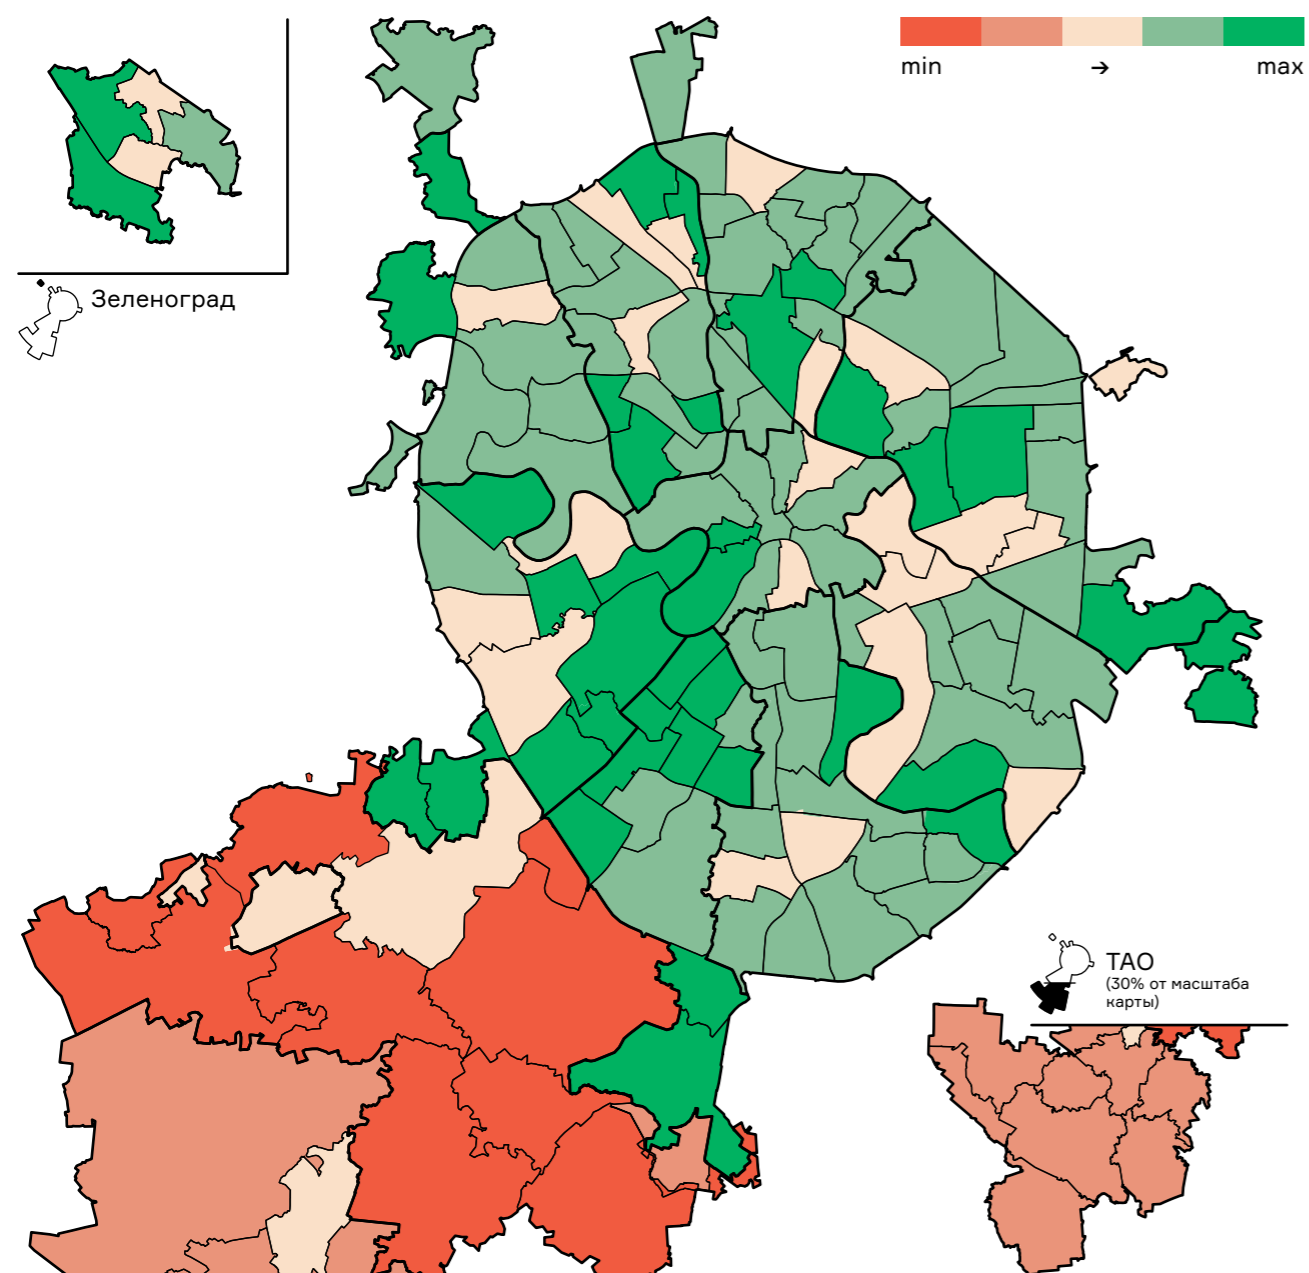 min → max
Зеленоград
ТАО
(30% от масштаба
карты)